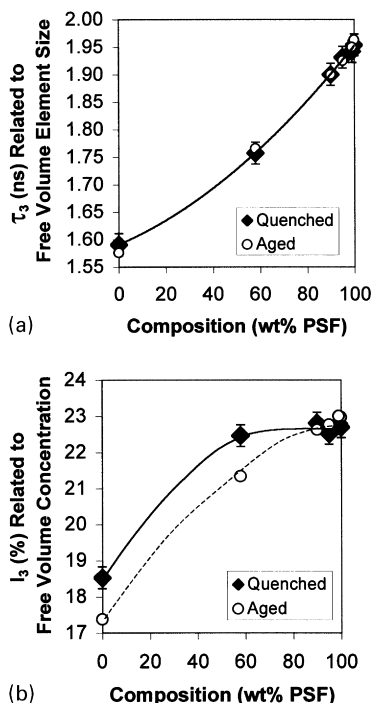 τ₃ (ns) Related to
Free Volume Element Size
2.00
1.95
1.90
1.85
1.80
1.75
1.70
1.65
1.60
1.55
Quenched
Aged
0 20 40 60 80 100
(a) Composition (wt% PSF)
I₃ (%) Related to
Free Volume Concentration
24
23
22
21
20
19
18
17
Quenched
Aged
0 20 40 60 80 100
(b) Composition (wt% PSF)